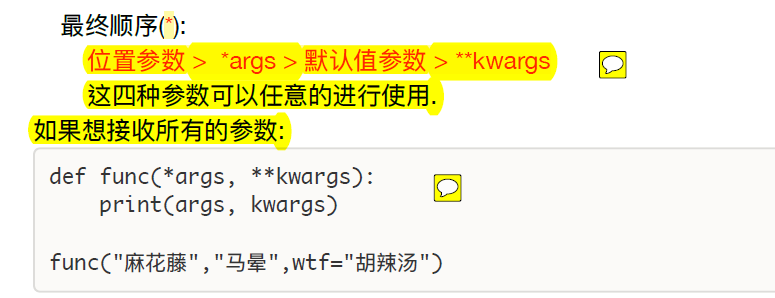 最终顺序(*):
位置参数 > *args > 默认值参数 > **kwargs
这四种参数可以任意的进行使用.
如果想接收所有的参数:
def func(*args, **kwargs):
    print(args, kwargs)
func("麻花藤","马晕",wtf="胡辣汤")